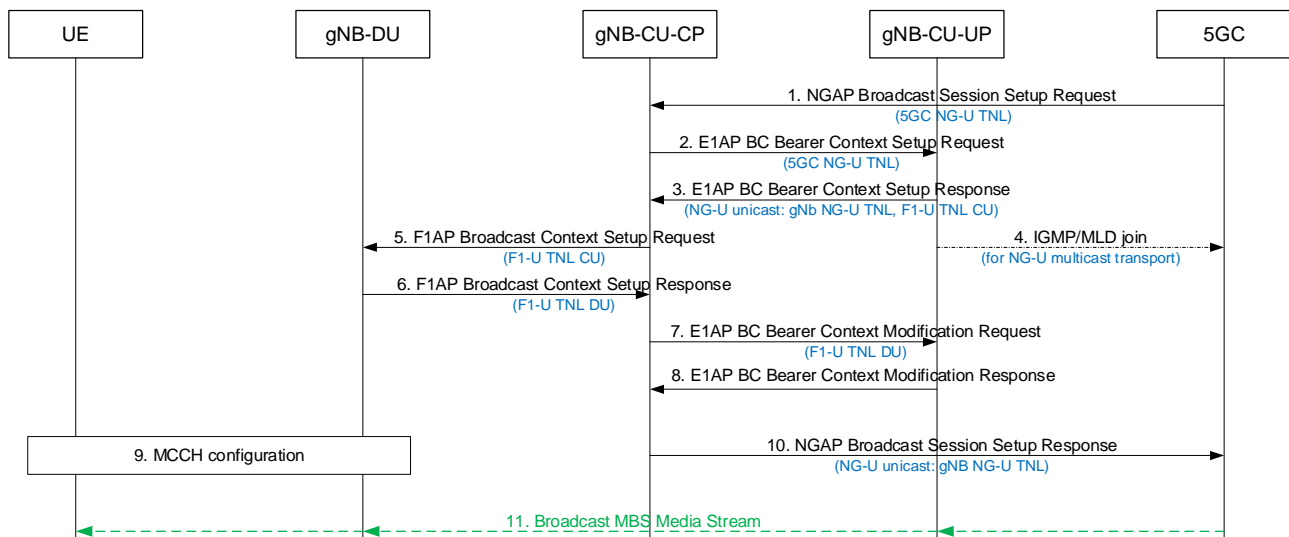 UE
gNB-DU
gNB-CU-CP
gNB-CU-UP
5GC
1. NGAP Broadcast Session Setup Request
(5GC NG-U TNL)
2. E1AP BC Bearer Context Setup Request
(5GC NG-U TNL)
3. E1AP BC Bearer Context Setup Response
(NG-U unicast: gNb NG-U TNL, F1-U TNL CU)
4. IGMP/MLD join
(for NG-U multicast transport)
5. F1AP Broadcast Context Setup Request
(F1-U TNL CU)
6. F1AP Broadcast Context Setup Response
(F1-U TNL DU)
7. E1AP BC Bearer Context Modification Request
(F1-U TNL DU)
8. E1AP BC Bearer Context Modification Response
9. MCCH configuration
10. NGAP Broadcast Session Setup Response
(NG-U unicast: gNB NG-U TNL)
11. Broadcast MBS Media Stream